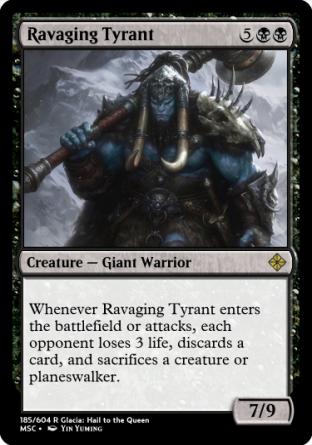 Ravaging Tyrant 5
Creature — Giant Warrior
Whenever Ravaging Tyrant enters
the battlefield or attacks, each
opponent loses 3 life, discards a
card, and sacrifices a creature or
planeswalker.
7/9
185/604 R Glacia: Hail to the Queen
MSC • Yin Yuming